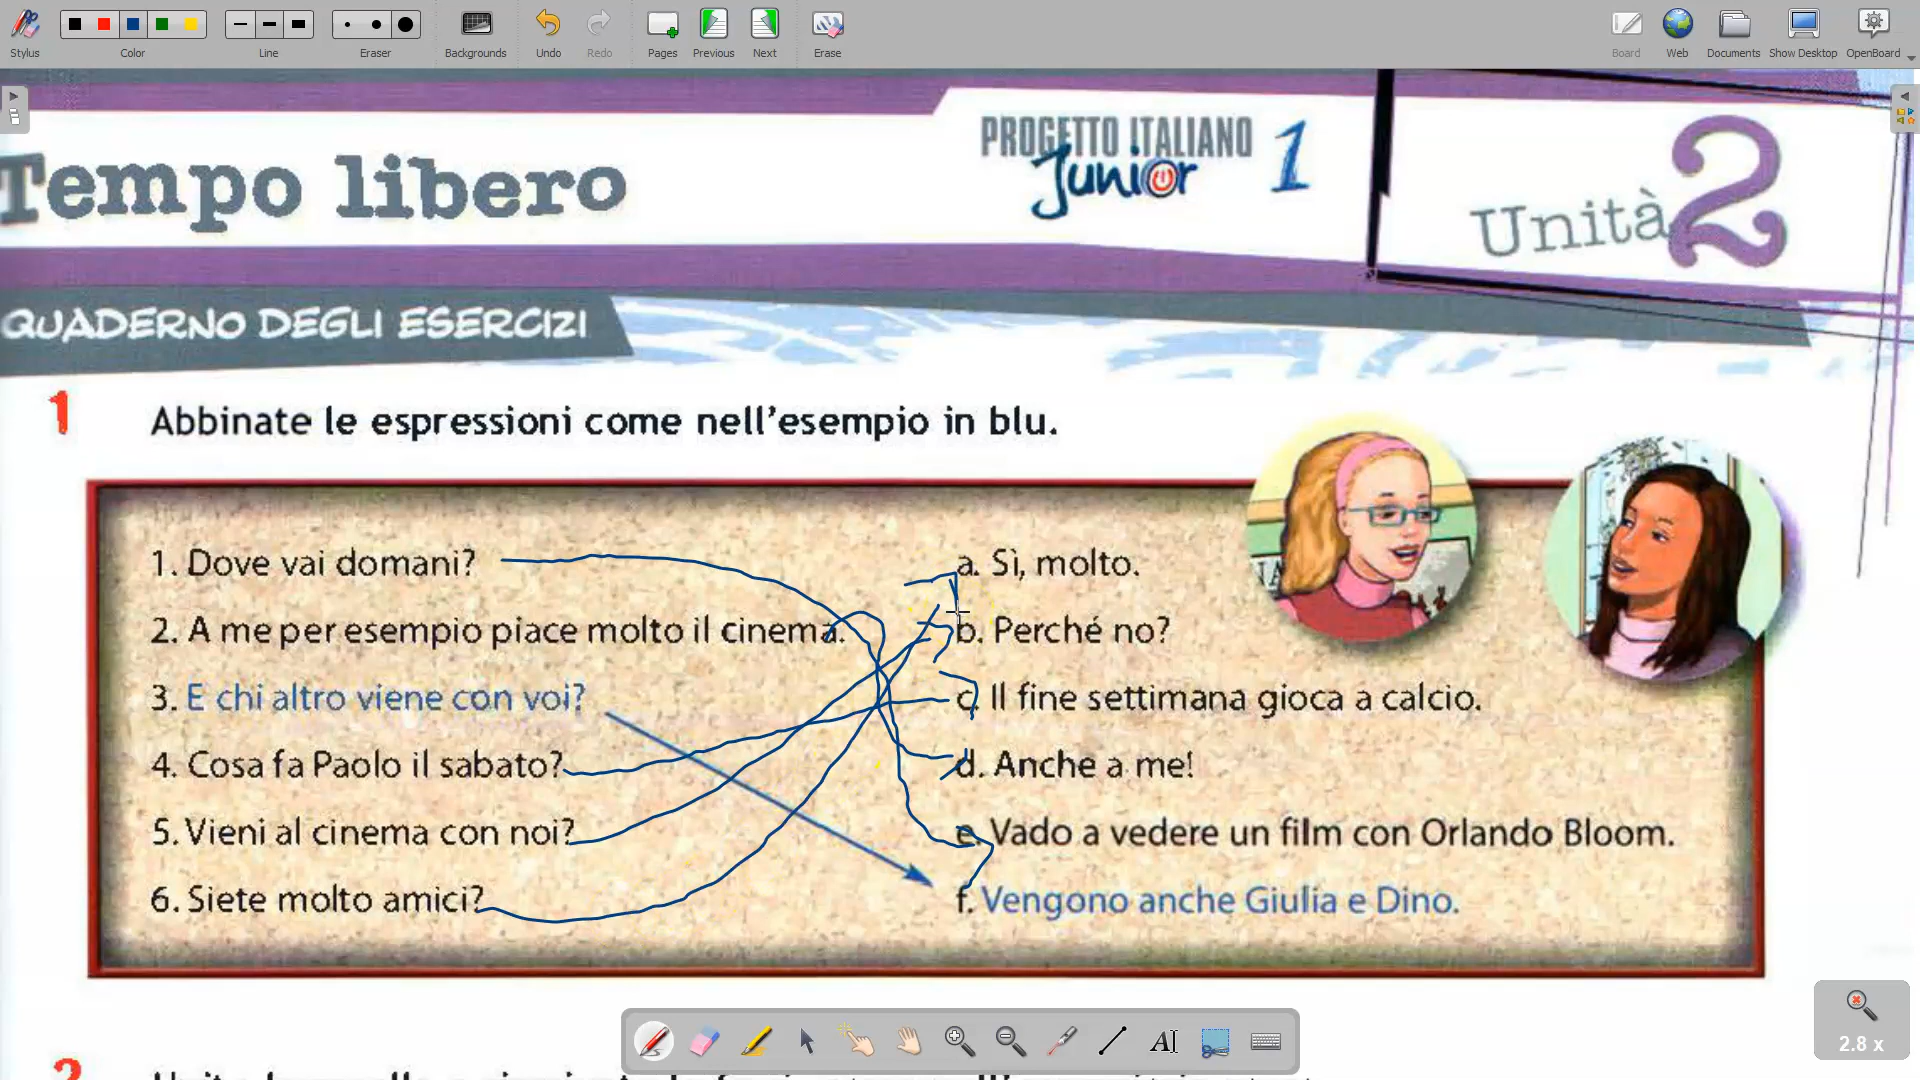 Stylus Color Line Eraser Backgrounds Undo Redo Pages Previous Next Erase Board Web Documents Show Desktop OpenBoard
Tempo libero
PROGETTO ITALIANO
Junior 1
Unità 2
QUADERNO DEGLI ESERCIZI
1 Abbinate le espressioni come nell'esempio in blu.
1. Dove vai domani?
2. A me per esempio piace molto il cinema.
3. E chi altro viene con voi?
4. Cosa fa Paolo il sabato?
5. Vieni al cinema con noi?
6. Siete molto amici?
a. Sì, molto.
b. Perché no?
c. Il fine settimana gioca a calcio.
d. Anche a me!
e. Vado a vedere un film con Orlando Bloom.
f. Vengono anche Giulia e Dino.
2
2.8 x